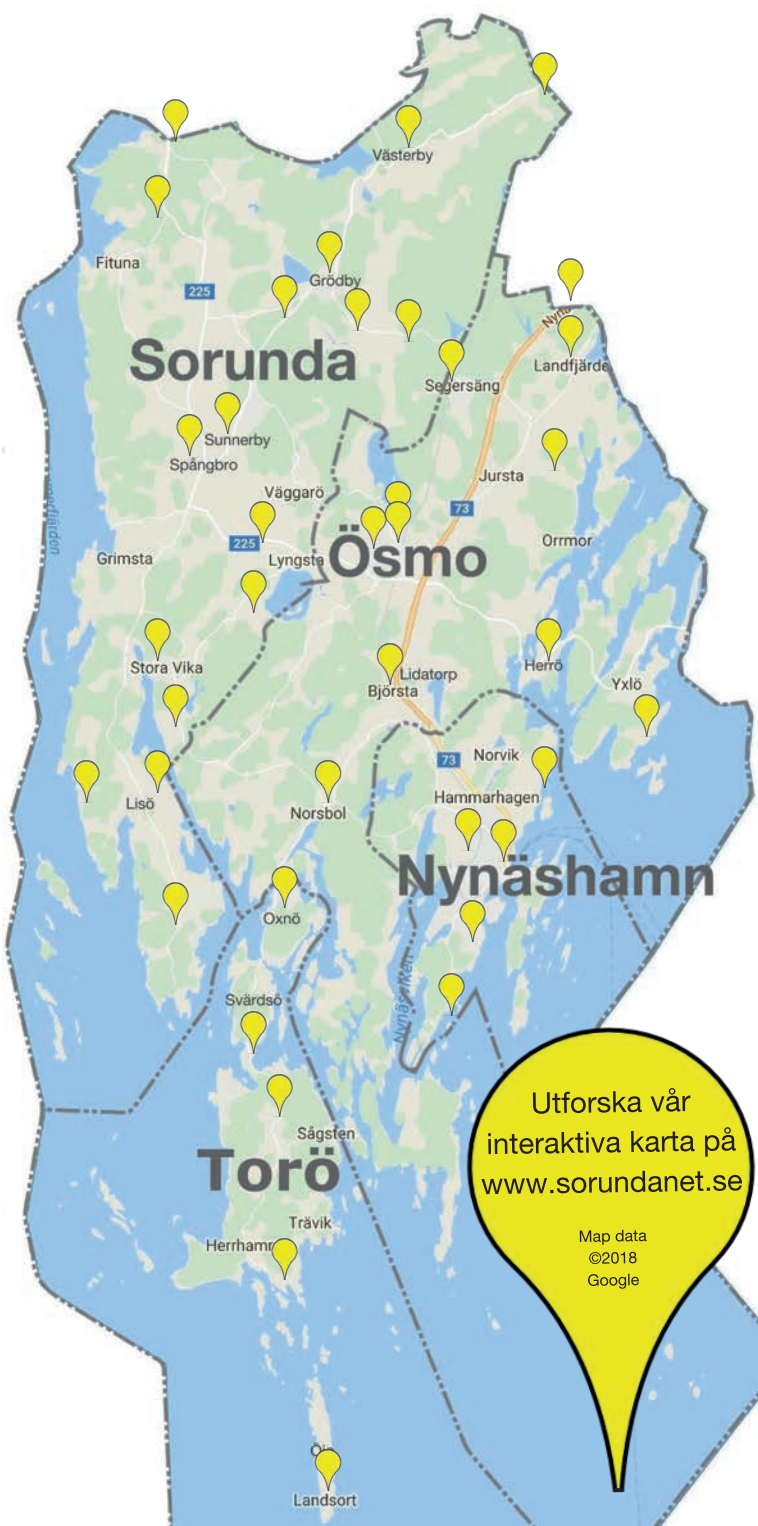 Västerby
Fituna
Grödby
225
Sorunda
Landfjärde
Segersäng
Sunnerby
Spångbro
Jursta
Väggarö
73
Orrmor
225
Grimsta
Lyngsta
Ösmo
Stora Vika
Lidatorp
Björsta
Herrö
Yxlö
73
Norvik
Hammarhagen
Lisö
Norsbol
Nynäshamn
Oxnö
Nynäsviken
Svärdsö
Sågsten
Torö
Trävik
Herrhamr
Landsort
Utforska vår
interaktiva karta på
www.sorundanet.se
Map data
©2018
Google